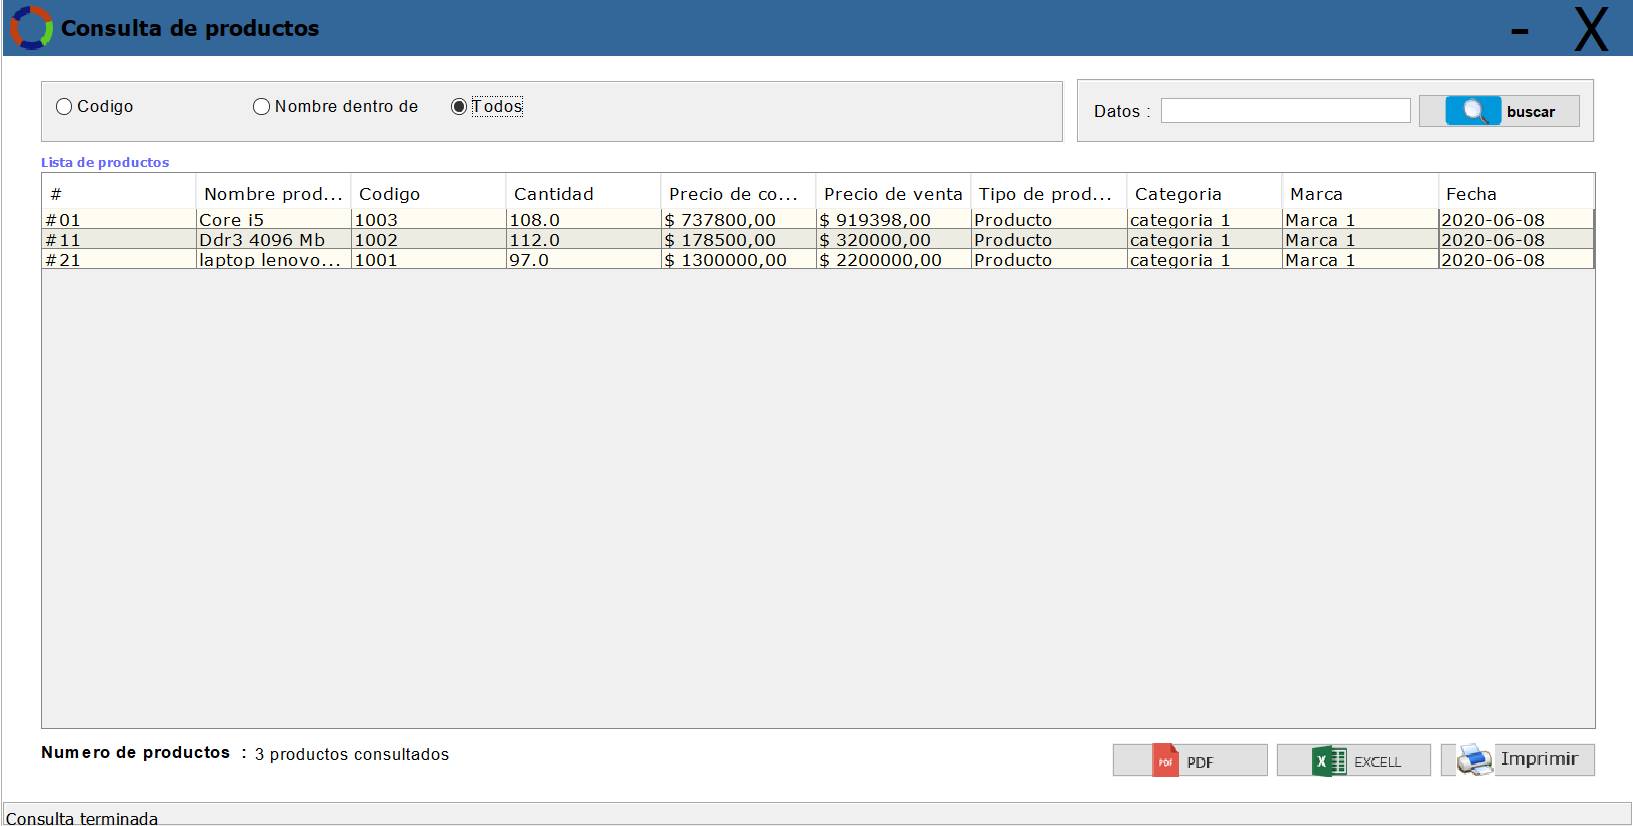 Consulta de productos - X
Codigo Nombre dentro de Todos Datos : buscar
Lista de productos
# Nombre prod... Codigo Cantidad Precio de co... Precio de venta Tipo de prod... Categoria Marca Fecha
#01 Core i5 1003 108.0 $ 737800,00 $ 919398,00 Producto categoria 1 Marca 1 2020-06-08
#11 Ddr3 4096 Mb 1002 112.0 $ 178500,00 $ 320000,00 Producto categoria 1 Marca 1 2020-06-08
#21 laptop lenovo... 1001 97.0 $ 1300000,00 $ 2200000,00 Producto categoria 1 Marca 1 2020-06-08
Numero de productos : 3 productos consultados PDF PDF X EXCELL Imprimir
Consulta terminada